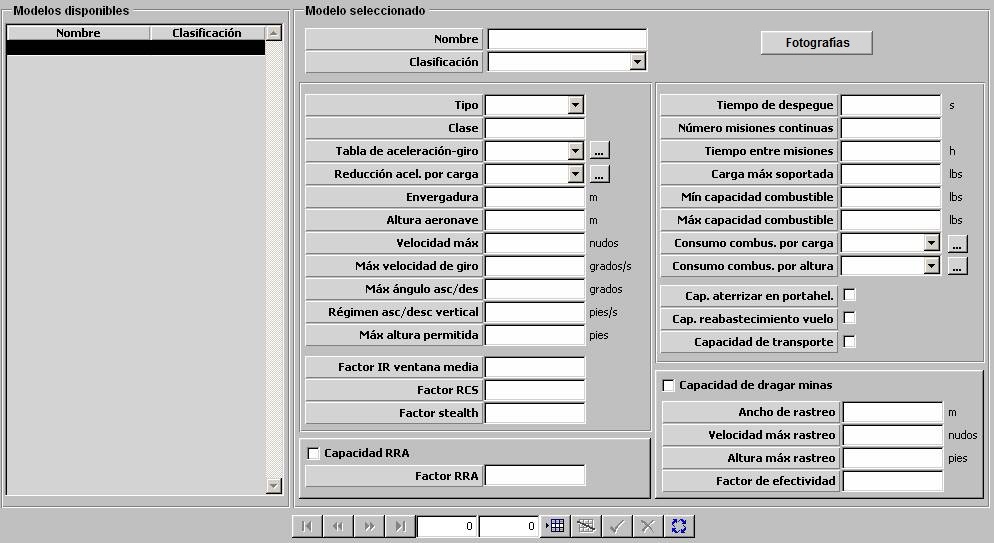 Modelos disponibles
Nombre Clasificación
Modelo seleccionado
Nombre
Clasificación
Fotografías
Tipo
Clase
Tabla de aceleración-giro ...
Reducción acel. por carga ...
Envergadura m
Altura aeronave m
Velocidad máx nudos
Máx velocidad de giro grados/s
Máx ángulo asc/des grados
Régimen asc/desc vertical pies/s
Máx altura permitida pies
Factor IR ventana media
Factor RCS
Factor stealth
Capacidad RRA
Factor RRA
Tiempo de despegue s
Número misiones continuas
Tiempo entre misiones h
Carga máx soportada lbs
Mín capacidad combustible lbs
Máx capacidad combustible lbs
Consumo combus. por carga ...
Consumo combus. por altura ...
Cap. aterrizar en portahel.
Cap. reabastecimiento vuelo
Capacidad de transporte
Capacidad de dragar minas
Ancho de rastreo m
Velocidad máx rastreo nudos
Altura máx rastreo pies
Factor de efectividad
0 0